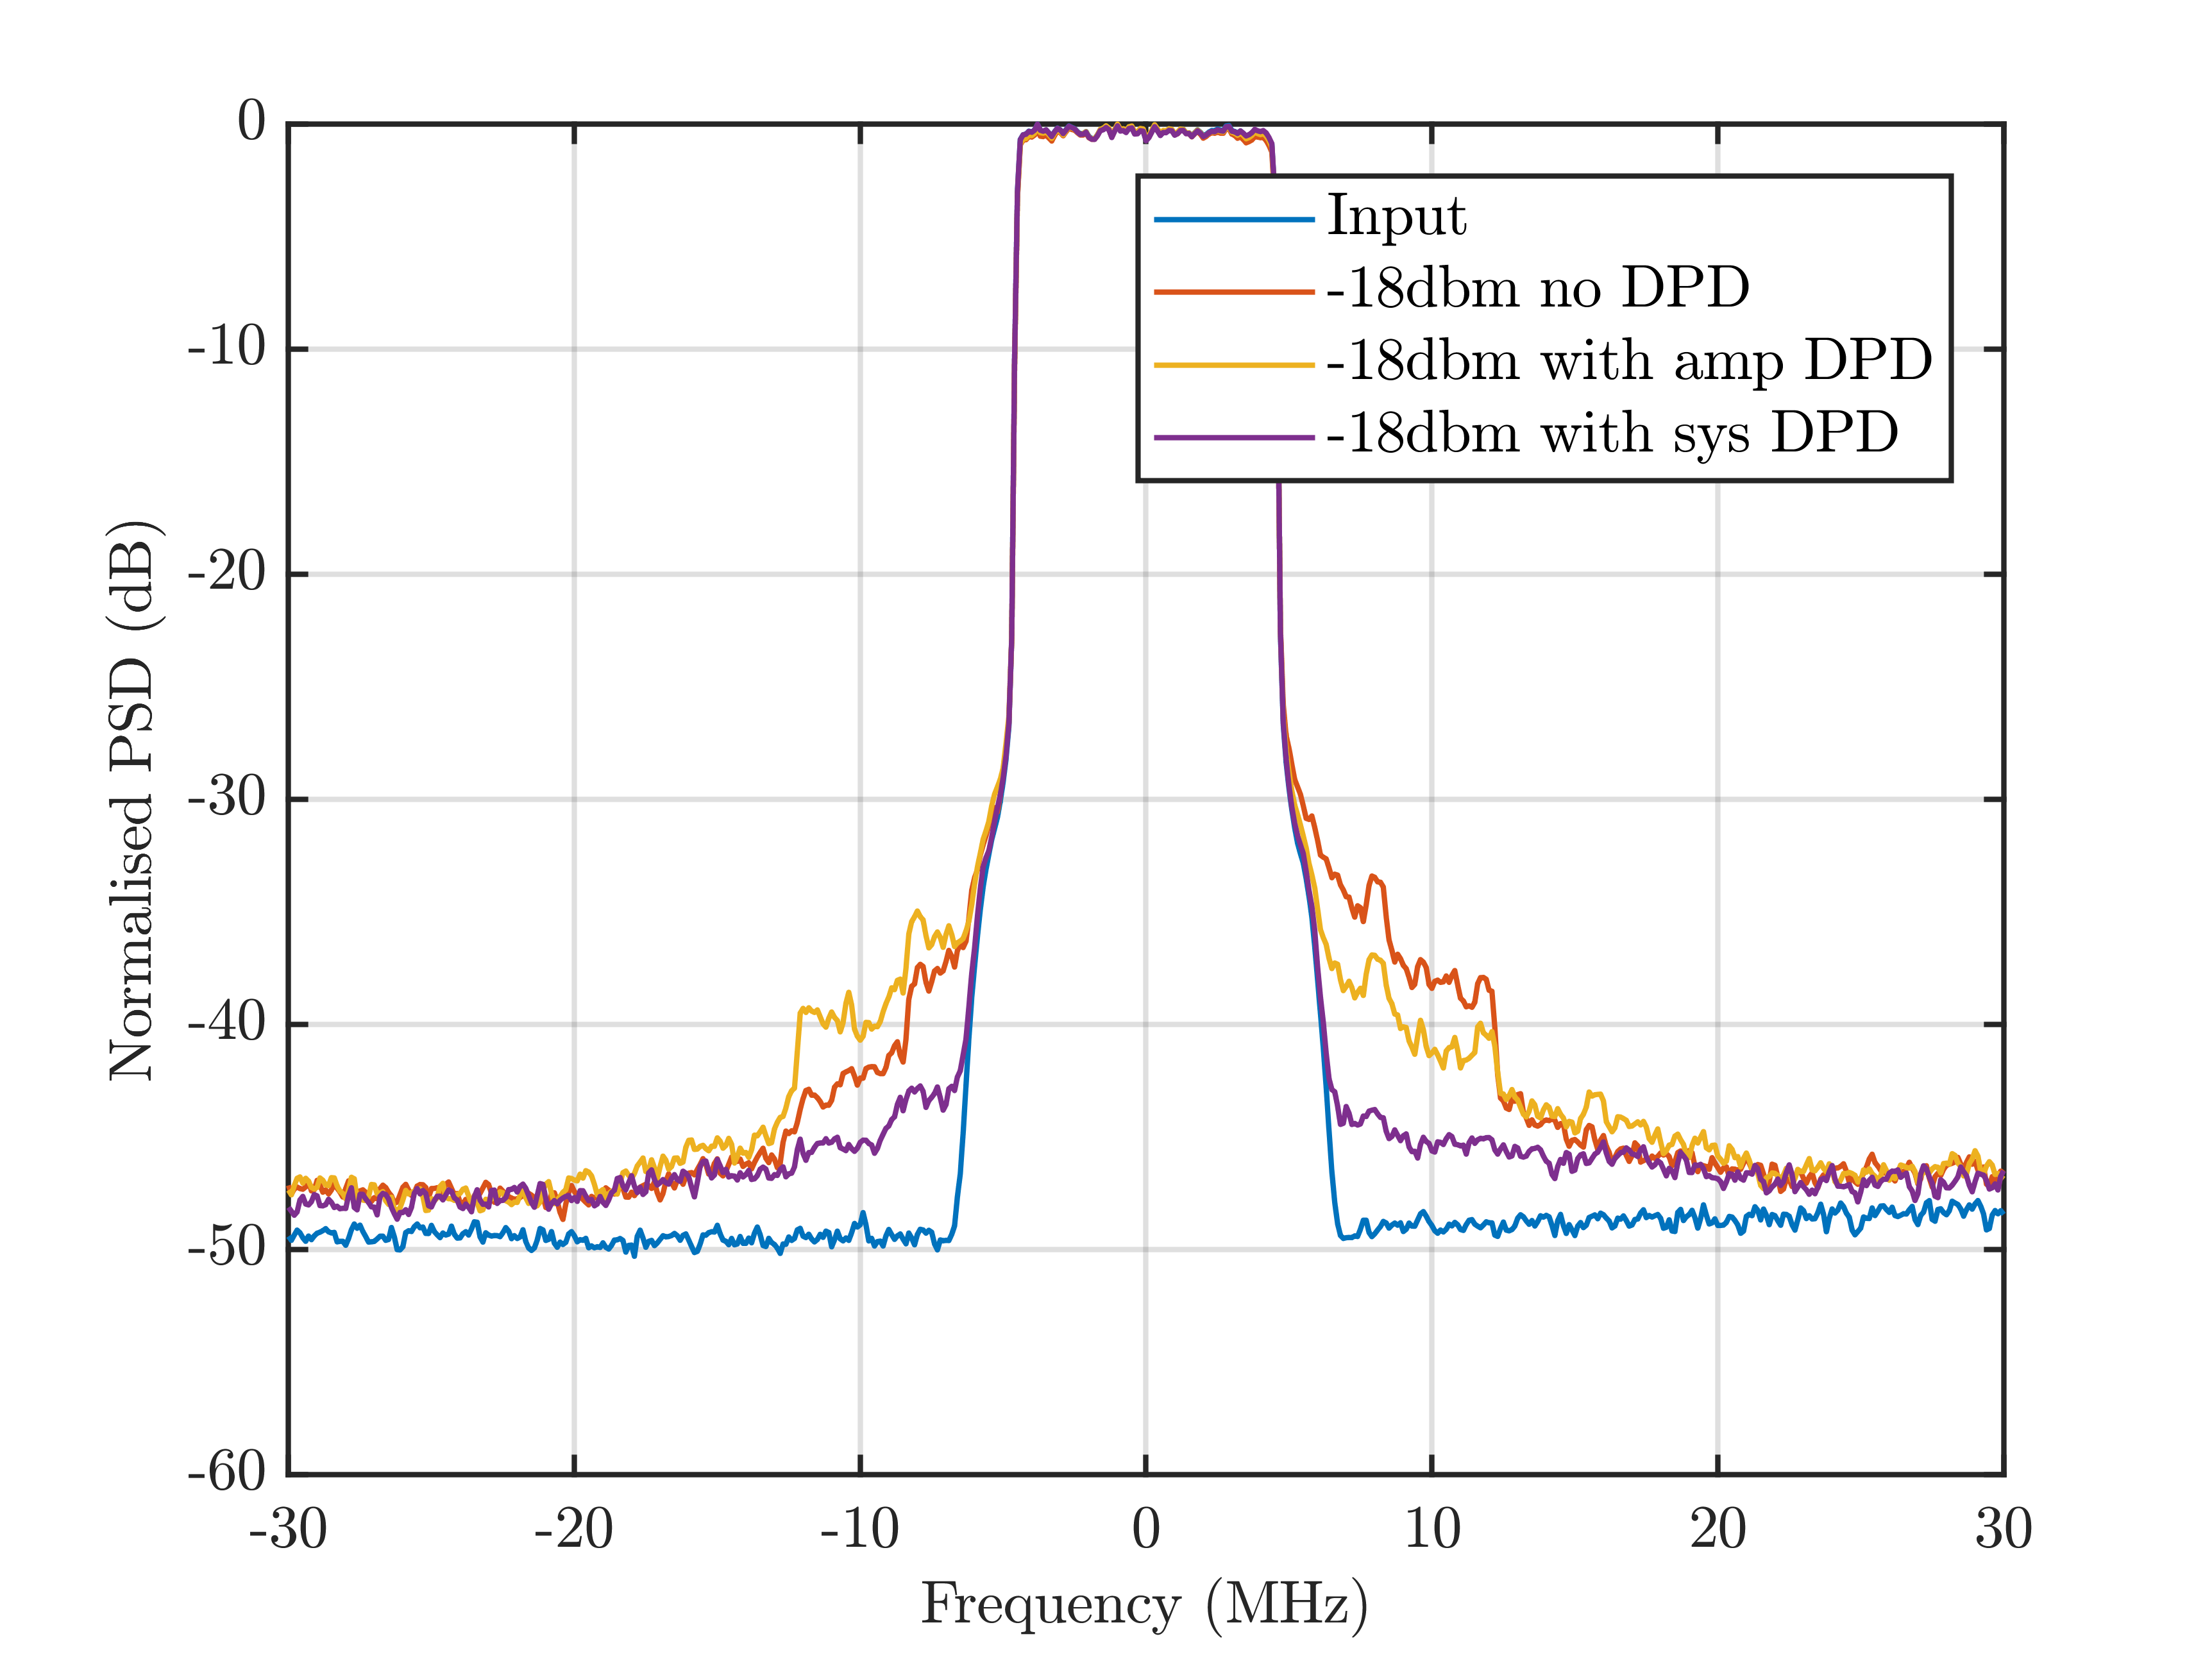 0
-10
-20
-30
-40
-50
-60
Normalised PSD (dB)
Input
-18dbm no DPD
-18dbm with amp DPD
-18dbm with sys DPD
-30 -20 -10 0 10 20 30
Frequency (MHz)